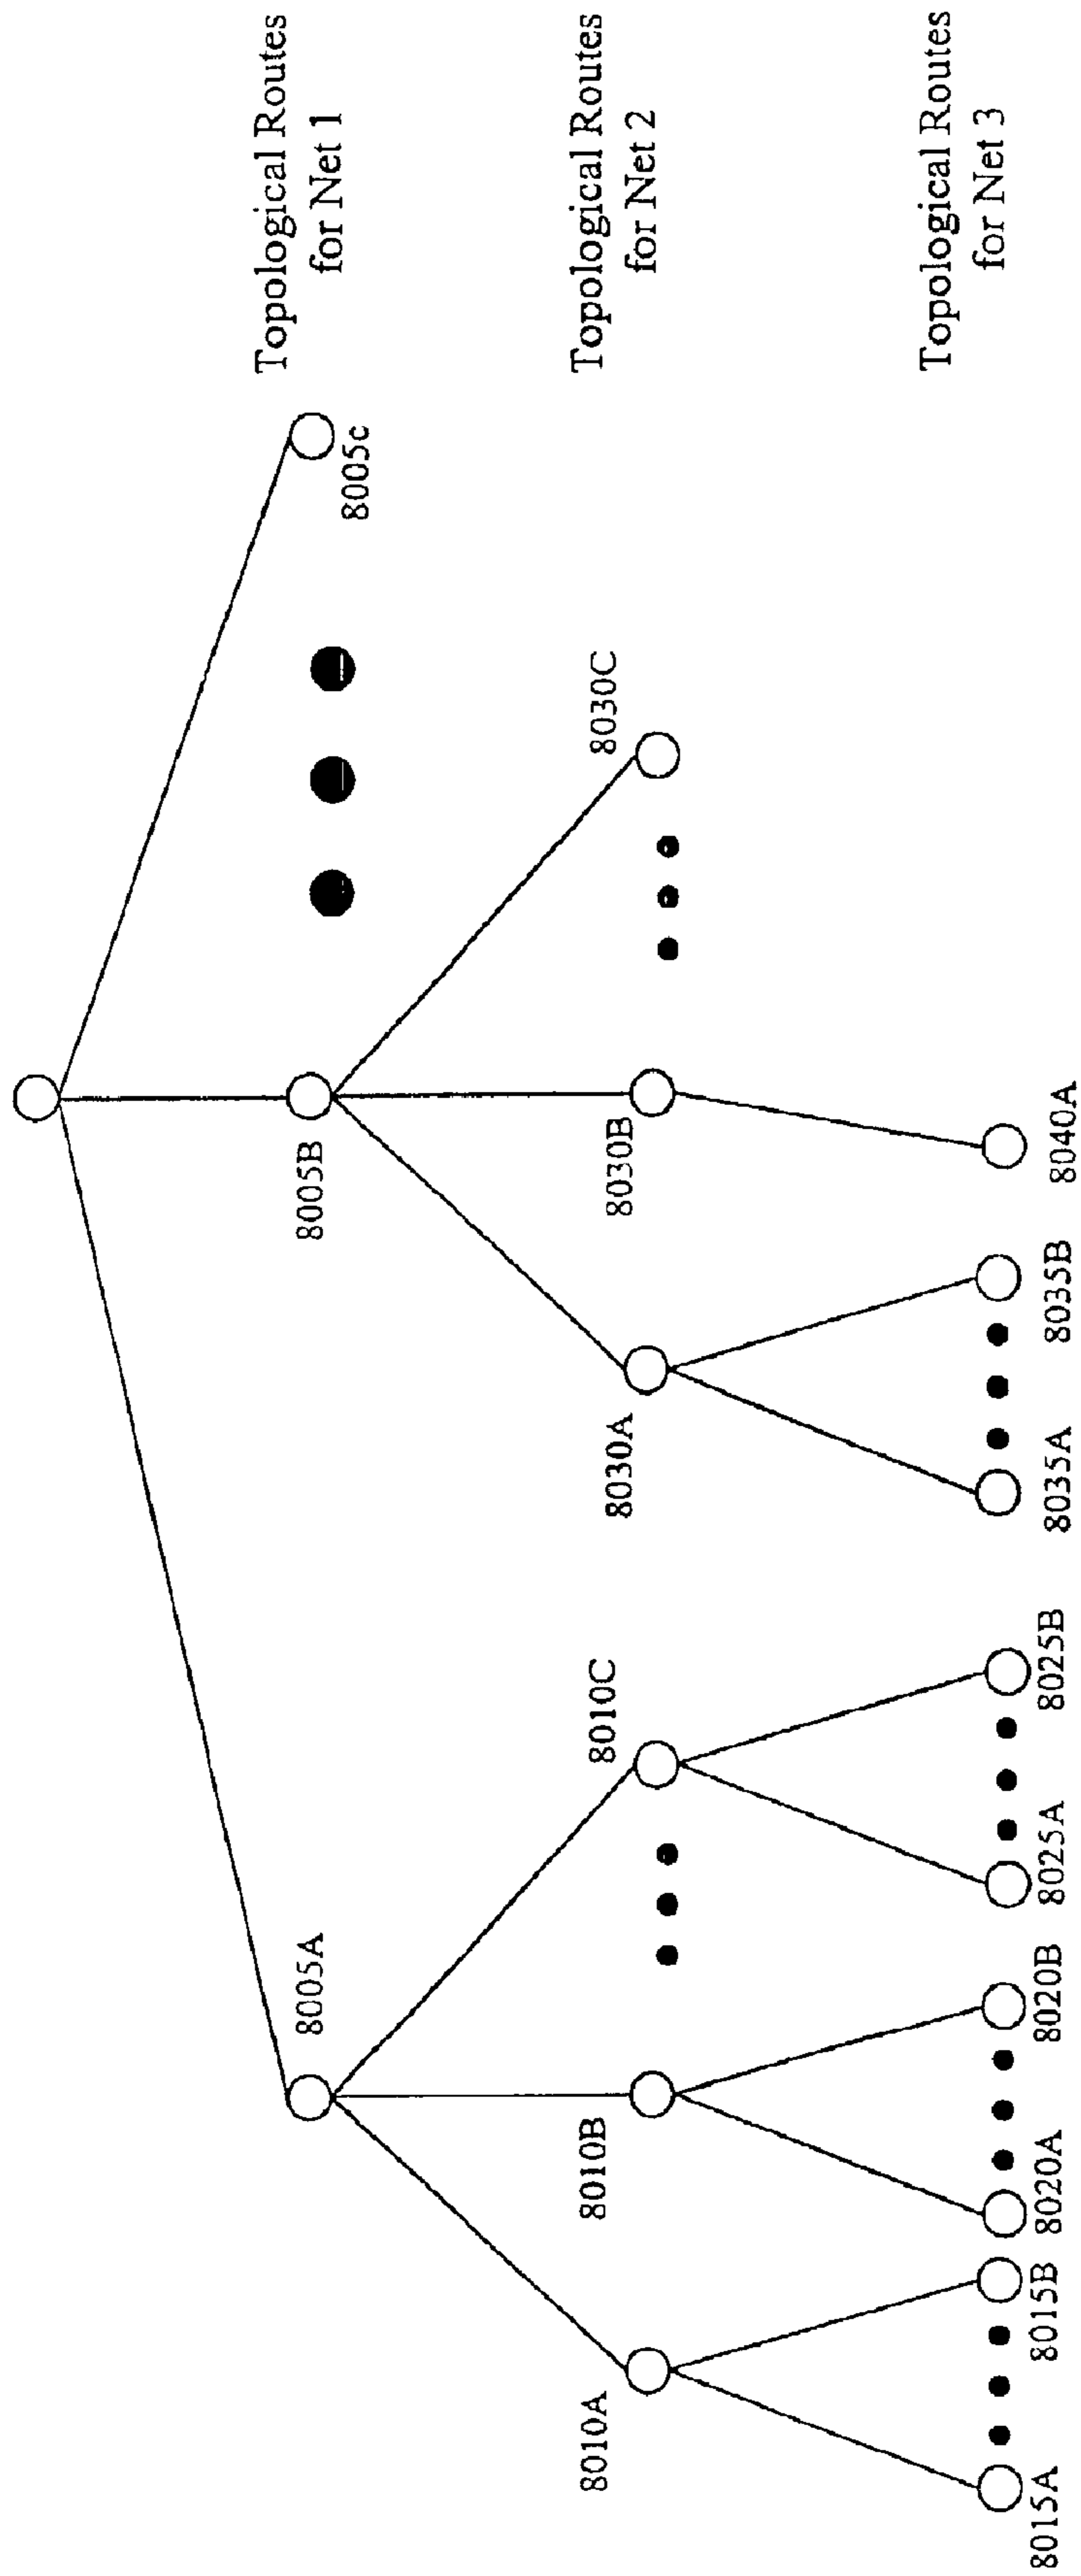 Topological Routes
for Net 1
8005A
8005B
8005c
Topological Routes
for Net 2
8010A
8010B
8010C
8030A
8030B
8030C
Topological Routes
for Net 3
8015A
8015B
8020A
8020B
8025A
8025B
8035A
8035B
8040A